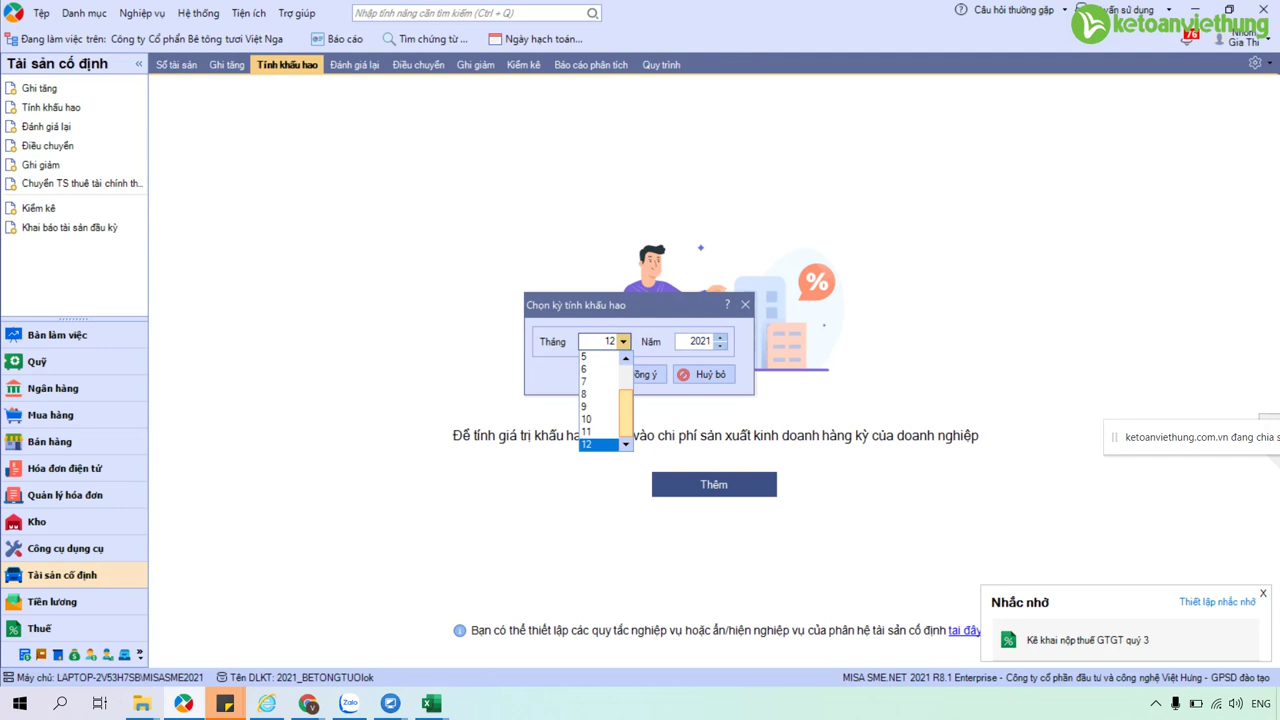 Tệp Danh mục Nghiệp vụ Hệ thống Tiện ích Trợ giúp
Nhập tính năng cần tìm kiếm (Ctrl + Q)
Câu hỏi thường gặp
vấn sử dụng
ketoanviethung
Đang làm việc trên: Công ty Cổ phẩn Bê tông tươi Việt Nga
Báo cáo
Tìm chứng từ ...
Ngày hạch toán...
76
Nhóm
Gia Thi
Tài sản cố định
«
Sổ tài sản Ghi tăng Tính khấu hao Đánh giá lại Điều chuyển Ghi giảm Kiểm kê Báo cáo phân tích Quy trình
Ghi tăng
Tính khấu hao
Đánh giá lại
Điều chuyển
Ghi giảm
Chuyển TS thuê tài chính th...
Kiểm kê
Khai báo tài sản đầu kỳ
%
Chọn kỳ tính khấu hao
?
Tháng 12 Năm 2021
ồng ý
Huỷ bỏ
5
6
7
8
9
10
11
12
Để tính giá trị khấu ha vào chi phí sản xuất kinh doanh hàng kỳ của doanh nghiệp
Thêm
ketoanviethung.com.vn đang chia s
Bàn làm việc
Quỹ
Ngân hàng
Mua hàng
Bán hàng
Hóa đơn điện tử
Quản lý hóa đơn
Kho
Công cụ dụng cụ
Tài sản cố định
Tiền lương
Thuế
Nhắc nhở
Thiết lập nhắc nhở
Kê khai nộp thuế GTGT quý 3
Bạn có thể thiết lập các quy tắc nghiệp vụ hoặc ẩn/hiện nghiệp vụ của phân hệ tài sản cố định tại đây
Máy chủ: LAPTOP-2V53H7SB\MISASME2021
Tên DLKT: 2021_BETONGTUOIok
MISA SME.NET 2021 R8.1 Enterprise - Công ty cổ phần đầu tư và công nghệ Việt Hưng - GPSD đào tạo
Zalo
ENG